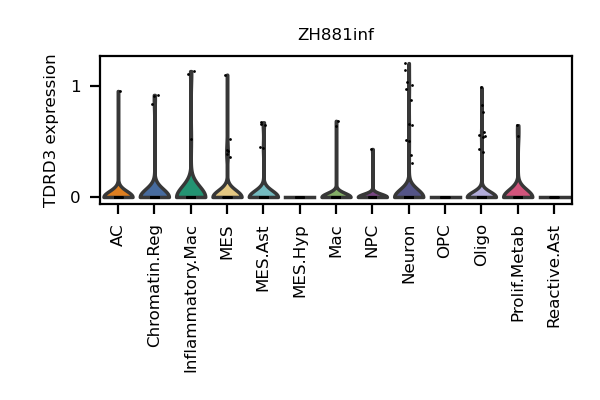 ZH881inf
TDRD3 expression
1
0
AC
Chromatin.Reg
Inflammatory.Mac
MES
MES.Ast
MES.Hyp
Mac
NPC
Neuron
OPC
Oligo
Prolif.Metab
Reactive.Ast